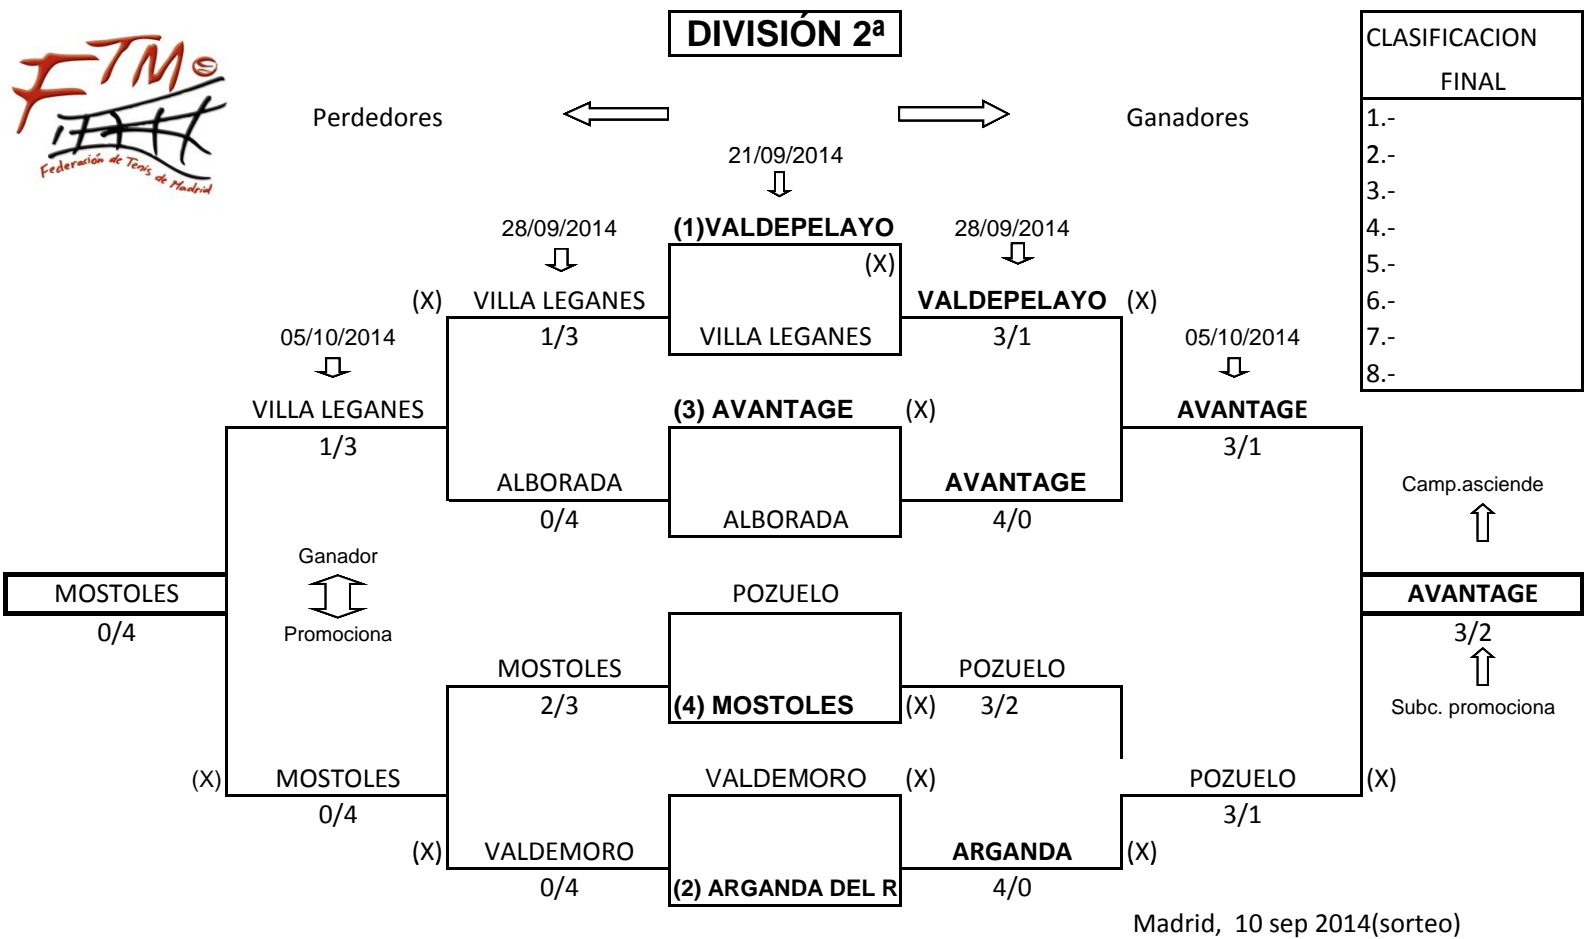 DIVISIÓN 2ª
CLASIFICACION
FINAL
FTM
Federación de Tenis de Madrid
Perdedores
Ganadores
1.-
21/09/2014
2.-
3.-
28/09/2014
(1)VALDEPELAYO
28/09/2014
4.-
(X)
5.-
(X) VILLA LEGANES
VALDEPELAYO (X)
6.-
05/10/2014
1/3
VILLA LEGANES
3/1
05/10/2014
7.-
8.-
VILLA LEGANES
(3) AVANTAGE (X)
AVANTAGE
1/3
3/1
ALBORADA
AVANTAGE
Camp.asciende
0/4
ALBORADA
4/0
Ganador
MOSTOLES
POZUELO
AVANTAGE
0/4
Promociona
3/2
MOSTOLES
POZUELO
2/3
(4) MOSTOLES (X)
3/2
Subc. promociona
(X) MOSTOLES
VALDEMORO (X)
POZUELO (X)
0/4
3/1
(X) VALDEMORO
ARGANDA (X)
0/4
(2) ARGANDA DEL R
4/0
Madrid, 10 sep 2014(sorteo)